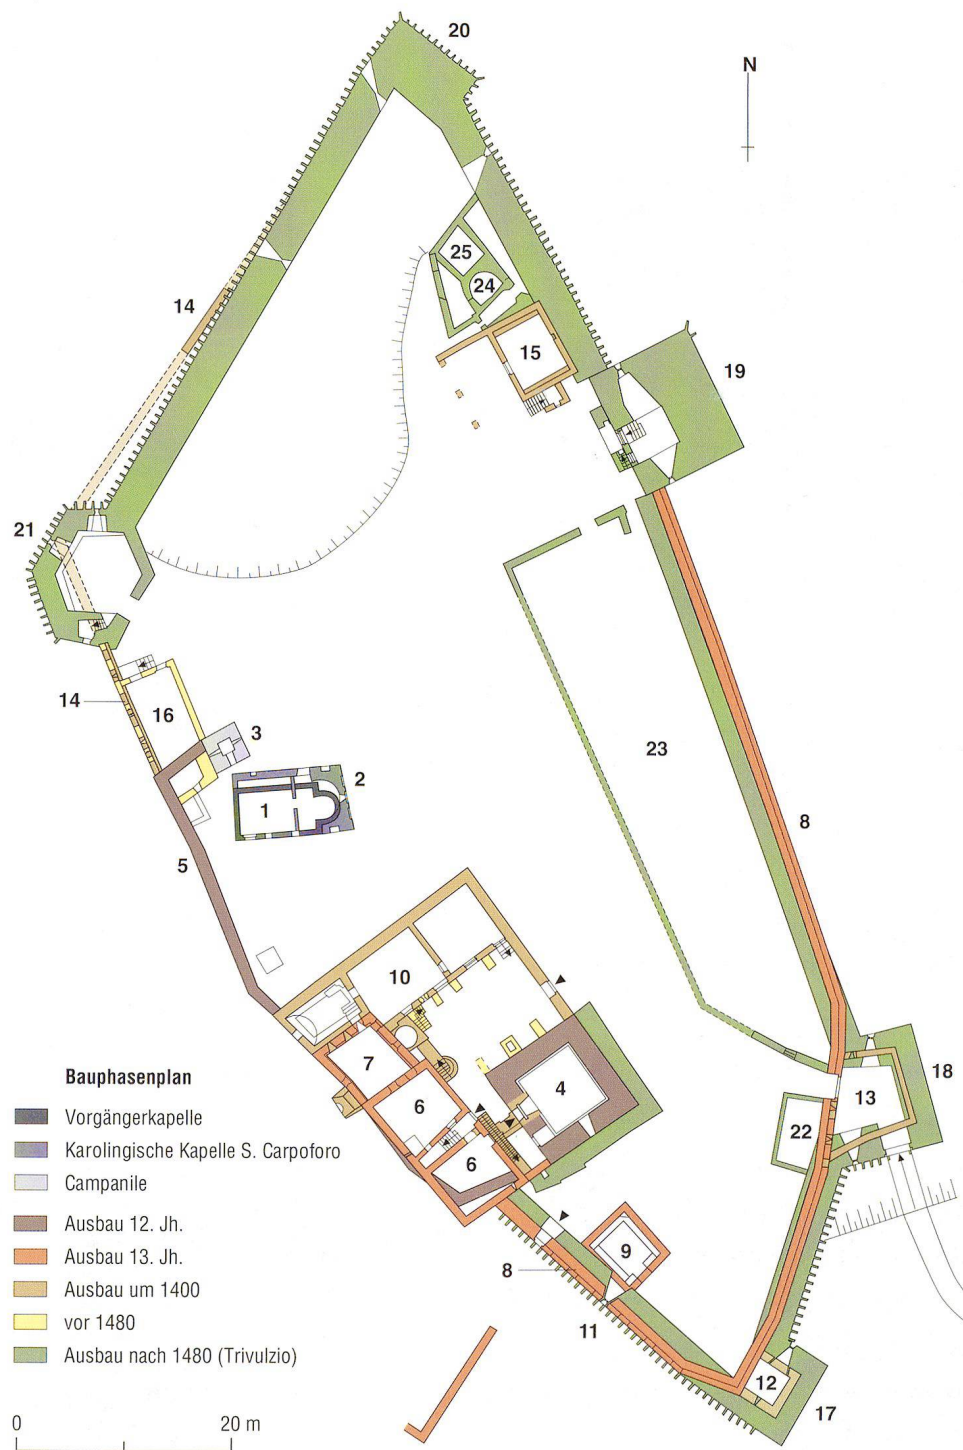 20
N
25
24
14
15
19
21
14
16
3
2
1
23
8
5
10
7
4
6
6
13
18
22
9
8
11
12
17
Bauphasenplan
Vorgängerkapelle
Karolingische Kapelle S. Carpoforo
Campanile
Ausbau 12. Jh.
Ausbau 13. Jh.
Ausbau um 1400
vor 1480
Ausbau nach 1480 (Trivulzio)
0 20 m